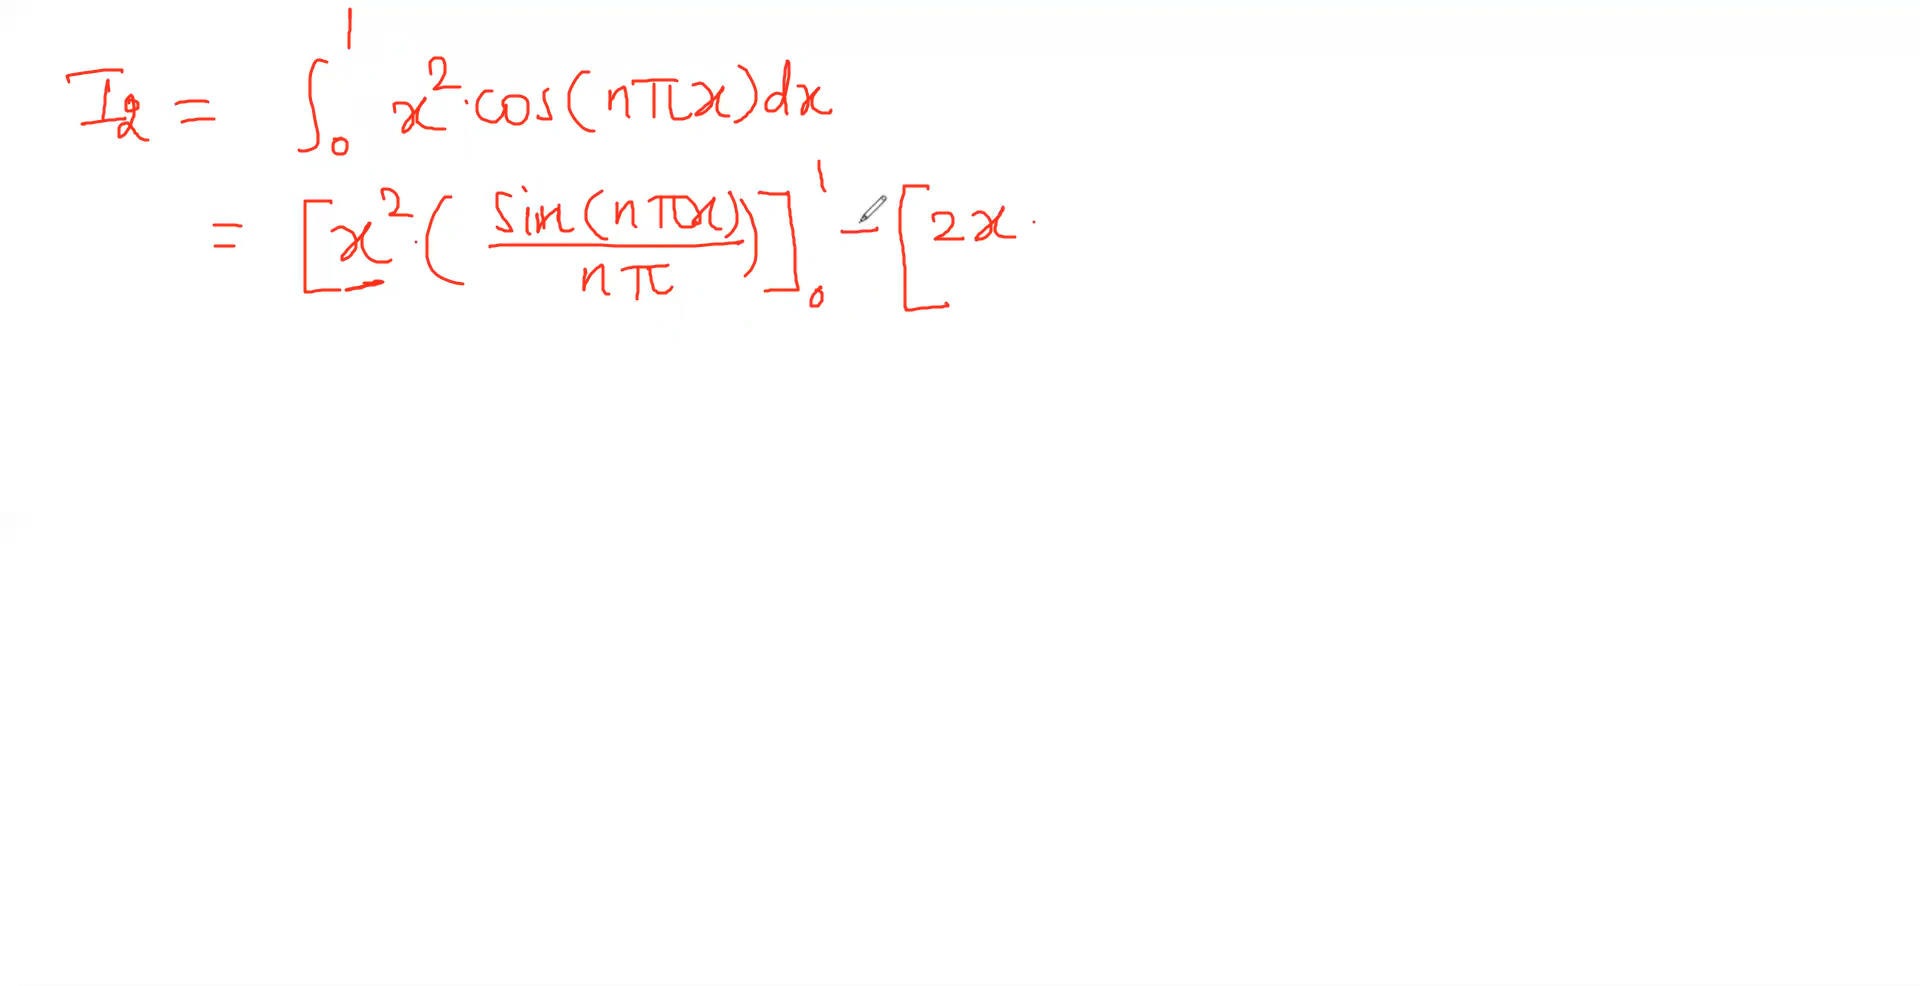 I₂ = ∫₀¹ x²·cos(nπx)dx
= [x²·(sin(nπx)/nπ)]₀¹ − [2x·